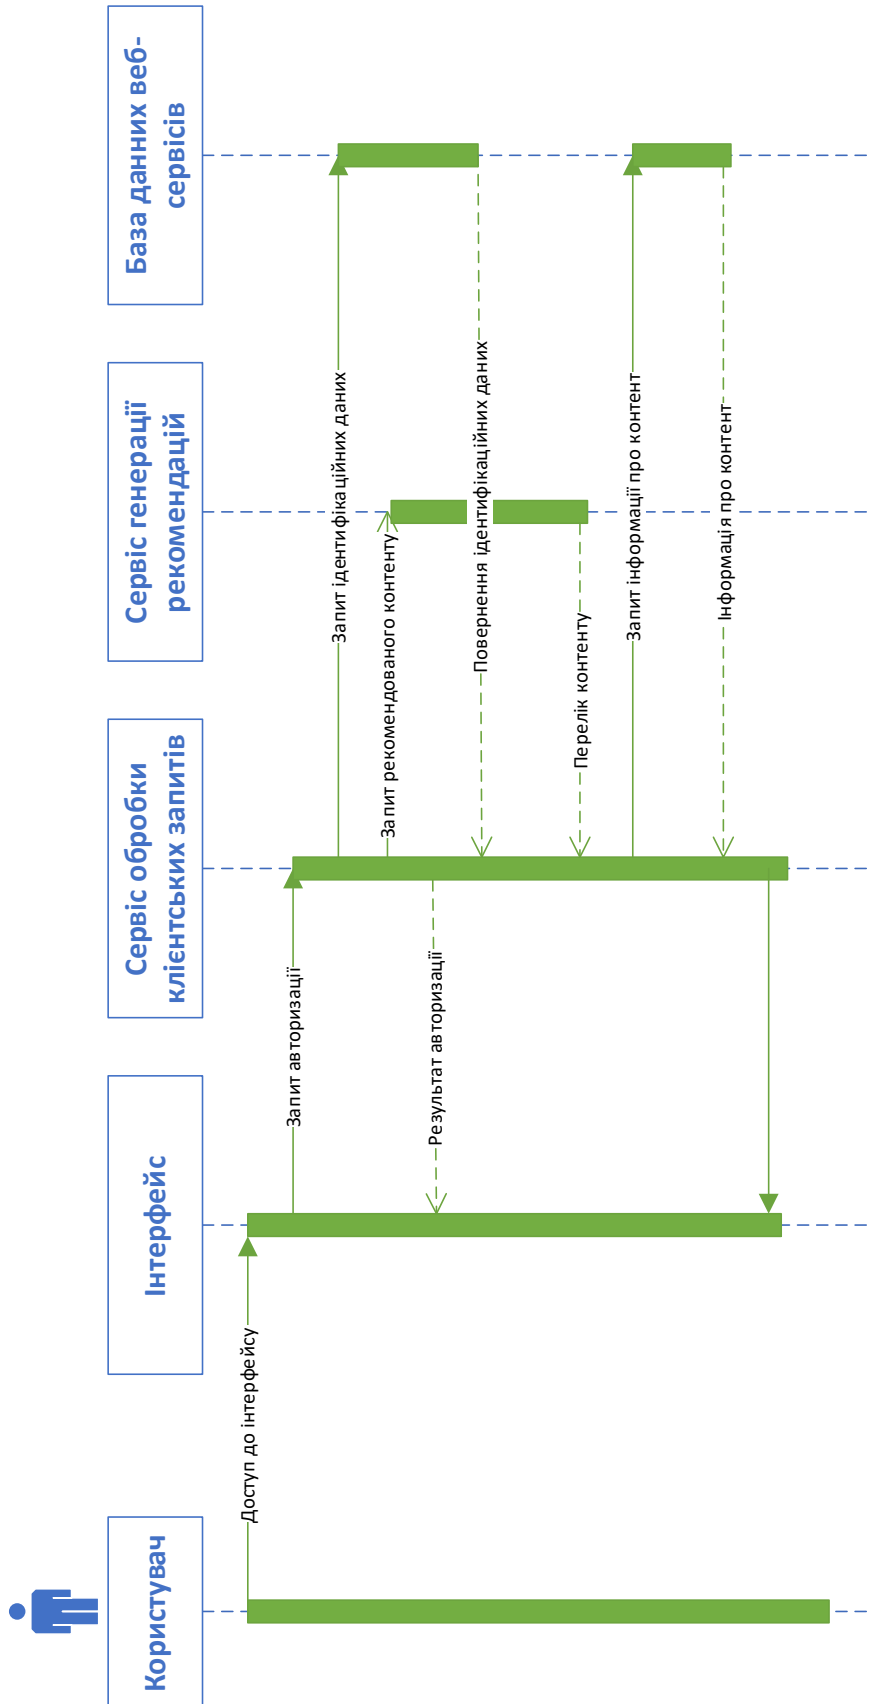 Користувач
Інтерфейс
Сервіс обробки
клієнтських запитів
Сервіс генерації
рекомендацій
База данних веб-
сервісів
Доступ до інтерфейсу
Запит авторизації
Запит ідентифікаційних даних
Запит рекомендованого контенту
Результат авторизації
Повернення ідентифікаційних даних
Перелік контенту
Запит інформації про контент
Інформація про контент